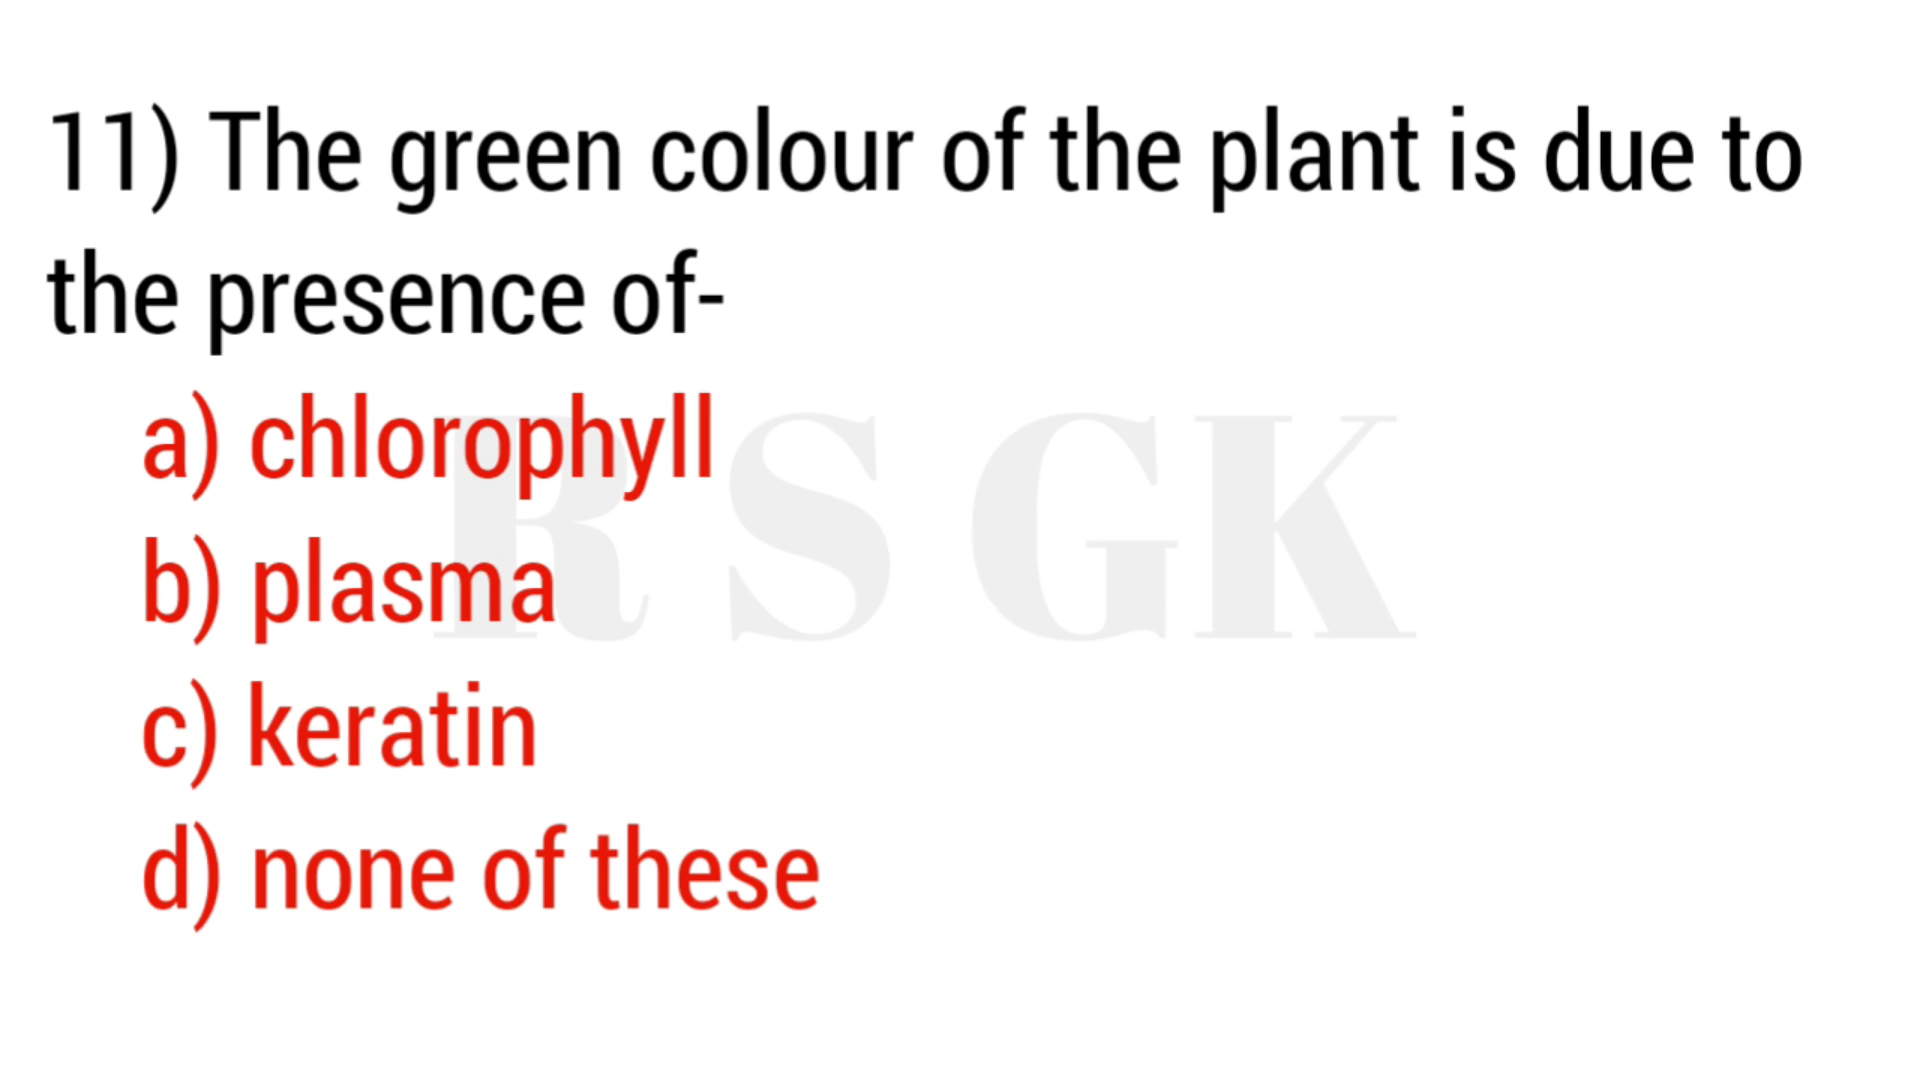 11) The green colour of the plant is due to
the presence of-
a) chlorophyll
b) plasma
c) keratin
d) none of these
R S GK